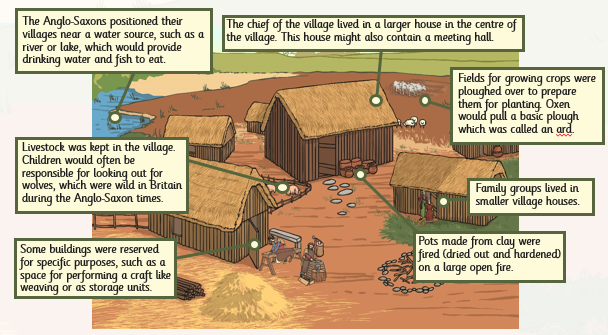 The Anglo-Saxons positioned their
villages near a water source, such as a
river or lake, which would provide
drinking water and fish to eat.
The chief of the village lived in a larger house in the centre of
the village. This house might also contain a meeting hall.
Fields for growing crops were
ploughed over to prepare
them for planting. Oxen
would pull a basic plough
which was called an ard.
Livestock was kept in the village.
Children would often be
responsible for looking out for
wolves, which were wild in Britain
during the Anglo-Saxon times.
Family groups lived in
smaller village houses.
Some buildings were reserved
for specific purposes, such as a
space for performing a craft like
weaving or as storage units.
Pots made from clay were
fired (dried out and hardened)
on a large open fire.